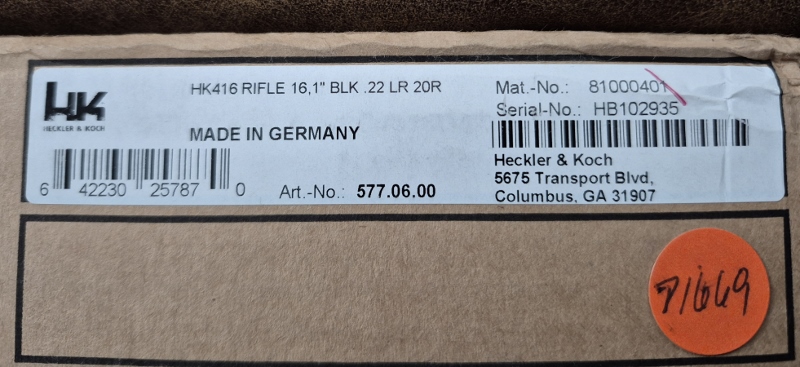 HK
HECKLER & KOCH
HK416 RIFLE 16,1" BLK .22 LR 20R
MADE IN GERMANY
6 42230 25787 0
Art.-No.: 577.06.00
Mat.-No.: 81000401
Serial-No.: HB102935
Heckler & Koch
5675 Transport Blvd,
Columbus, GA 31907
71669